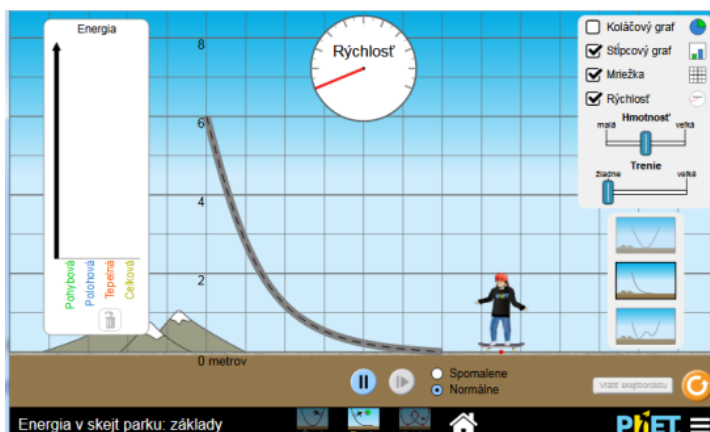 Energia
Pohybová
Polohová
Tepelná
Celková
8
6
4
2
0 metrov
Rýchlosť
Koláčový graf
Stĺpcový graf
Mriežka
Rýchlosť
Hmotnosť
malá
veľká
Trenie
žiadne
veľké
Spomalene
Normálne
Vrátiť skejtbordistu
Energia v skejt parku: základy
PhET